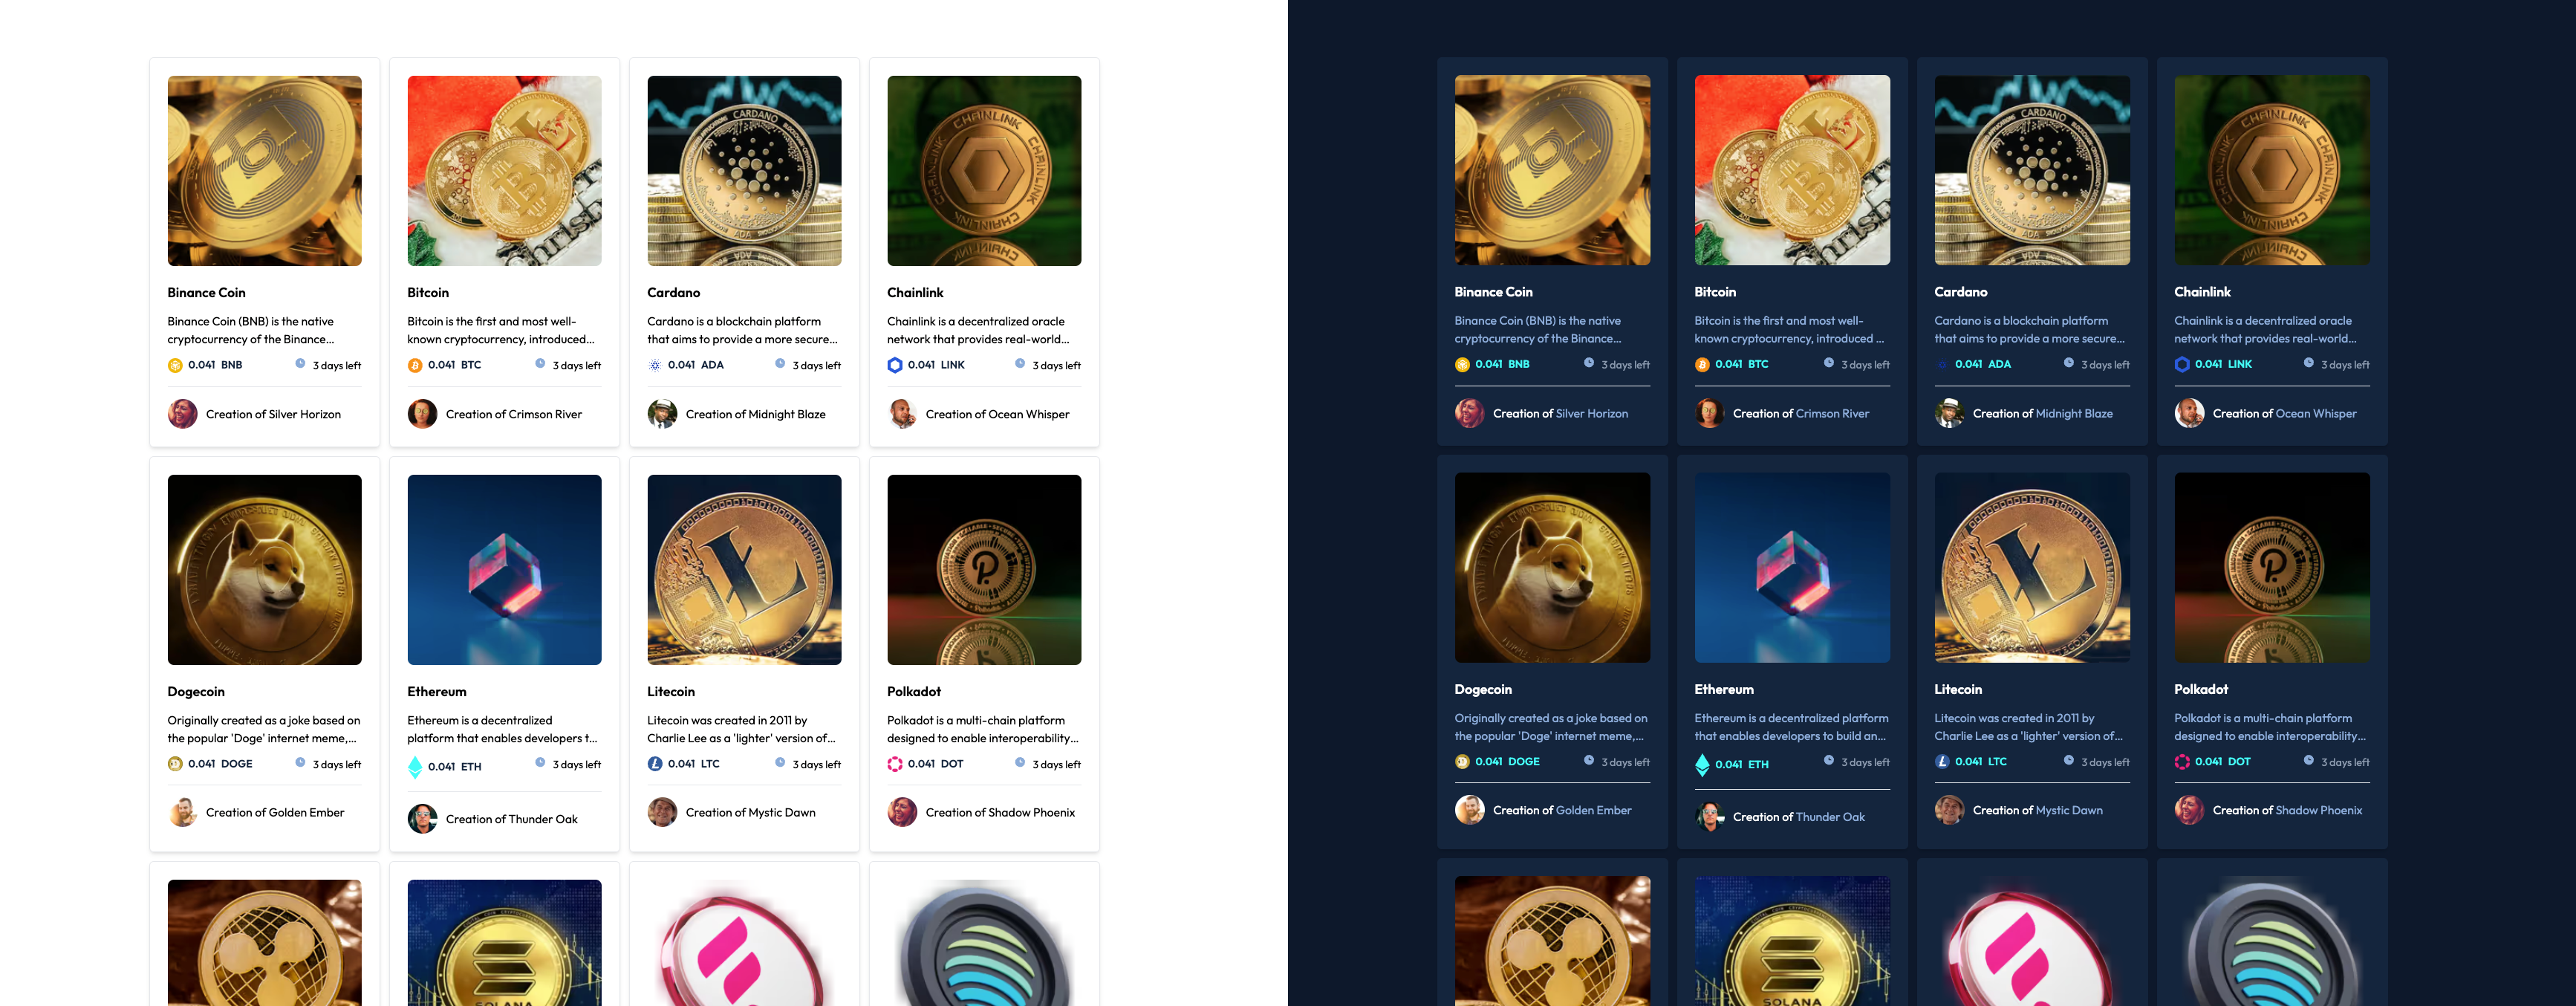 CARDANO
ADA
CHAINLINK
CHAINLINK
CHAINLINK
Binance Coin
Binance Coin (BNB) is the native
cryptocurrency of the Binance...
0.041 BNB
3 days left
Creation of Silver Horizon
Bitcoin
Bitcoin is the first and most well-
known cryptocurrency, introduced...
0.041 BTC
3 days left
Creation of Crimson River
Cardano
Cardano is a blockchain platform
that aims to provide a more secure...
0.041 ADA
3 days left
Creation of Midnight Blaze
Chainlink
Chainlink is a decentralized oracle
network that provides real-world...
0.041 LINK
3 days left
Creation of Ocean Whisper
Dogecoin
Originally created as a joke based on
the popular 'Doge' internet meme,...
0.041 DOGE
3 days left
Creation of Golden Ember
Ethereum
Ethereum is a decentralized
platform that enables developers t...
0.041 ETH
3 days left
Creation of Thunder Oak
Litecoin
Litecoin was created in 2011 by
Charlie Lee as a 'lighter' version of...
0.041 LTC
3 days left
Creation of Mystic Dawn
Polkadot
Polkadot is a multi-chain platform
designed to enable interoperability...
0.041 DOT
3 days left
Creation of Shadow Phoenix
SOLANA
CARDANO
ADA
CHAINLINK
CHAINLINK
CHAINLINK
Binance Coin
Binance Coin (BNB) is the native
cryptocurrency of the Binance...
0.041 BNB
3 days left
Creation of Silver Horizon
Bitcoin
Bitcoin is the first and most well-
known cryptocurrency, introduced ...
0.041 BTC
3 days left
Creation of Crimson River
Cardano
Cardano is a blockchain platform
that aims to provide a more secure...
0.041 ADA
3 days left
Creation of Midnight Blaze
Chainlink
Chainlink is a decentralized oracle
network that provides real-world...
0.041 LINK
3 days left
Creation of Ocean Whisper
Dogecoin
Originally created as a joke based on
the popular 'Doge' internet meme,...
0.041 DOGE
3 days left
Creation of Golden Ember
Ethereum
Ethereum is a decentralized platform
that enables developers to build an...
0.041 ETH
3 days left
Creation of Thunder Oak
Litecoin
Litecoin was created in 2011 by
Charlie Lee as a 'lighter' version of...
0.041 LTC
3 days left
Creation of Mystic Dawn
Polkadot
Polkadot is a multi-chain platform
designed to enable interoperability...
0.041 DOT
3 days left
Creation of Shadow Phoenix
SOLANA